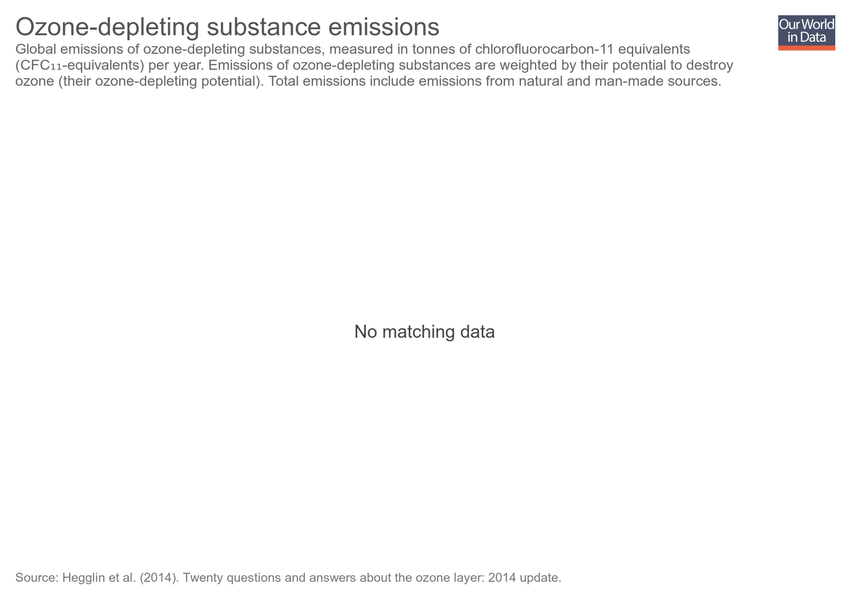 Ozone-depleting substance emissions
Our World
in Data
Global emissions of ozone-depleting substances, measured in tonnes of chlorofluorocarbon-11 equivalents
(CFC₁₁-equivalents) per year. Emissions of ozone-depleting substances are weighted by their potential to destroy
ozone (their ozone-depleting potential). Total emissions include emissions from natural and man-made sources.
No matching data
Source: Hegglin et al. (2014). Twenty questions and answers about the ozone layer: 2014 update.